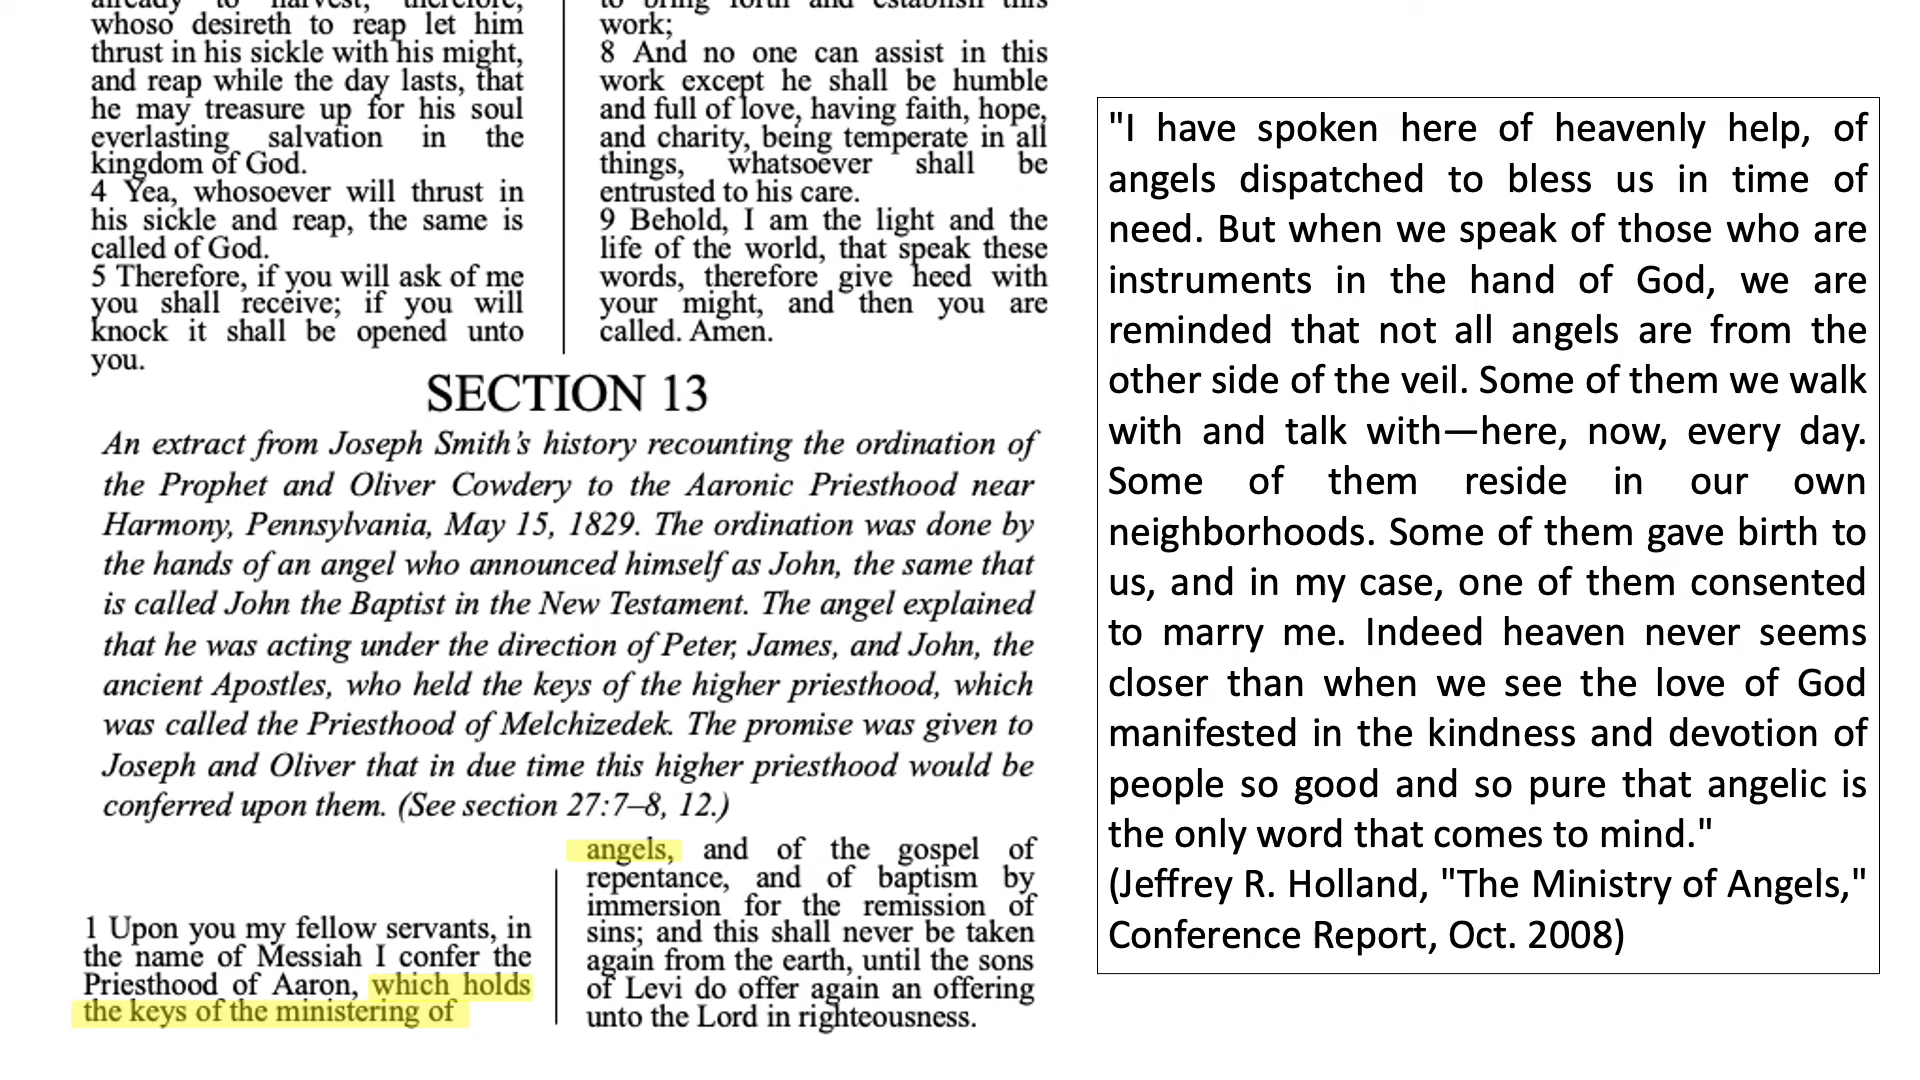 already to harvest; therefore,
whoso desireth to reap let him
thrust in his sickle with his might,
and reap while the day lasts, that
he may treasure up for his soul
everlasting salvation in the
kingdom of God.
4 Yea, whosoever will thrust in
his sickle and reap, the same is
called of God.
5 Therefore, if you will ask of me
you shall receive; if you will
knock it shall be opened unto
you.
to bring forth and establish this
work;
8 And no one can assist in this
work except he shall be humble
and full of love, having faith, hope,
and charity, being temperate in all
things, whatsoever shall be
entrusted to his care.
9 Behold, I am the light and the
life of the world, that speak these
words, therefore give heed with
your might, and then you are
called. Amen.
SECTION 13
An extract from Joseph Smith’s history recounting the ordination of
the Prophet and Oliver Cowdery to the Aaronic Priesthood near
Harmony, Pennsylvania, May 15, 1829. The ordination was done by
the hands of an angel who announced himself as John, the same that
is called John the Baptist in the New Testament. The angel explained
that he was acting under the direction of Peter, James, and John, the
ancient Apostles, who held the keys of the higher priesthood, which
was called the Priesthood of Melchizedek. The promise was given to
Joseph and Oliver that in due time this higher priesthood would be
conferred upon them. (See section 27:7–8, 12.)
1 Upon you my fellow servants, in
the name of Messiah I confer the
Priesthood of Aaron, which holds
the keys of the ministering of
angels, and of the gospel of
repentance, and of baptism by
immersion for the remission of
sins; and this shall never be taken
again from the earth, until the sons
of Levi do offer again an offering
unto the Lord in righteousness.
"I have spoken here of heavenly help, of
angels dispatched to bless us in time of
need. But when we speak of those who are
instruments in the hand of God, we are
reminded that not all angels are from the
other side of the veil. Some of them we walk
with and talk with—here, now, every day.
Some of them reside in our own
neighborhoods. Some of them gave birth to
us, and in my case, one of them consented
to marry me. Indeed heaven never seems
closer than when we see the love of God
manifested in the kindness and devotion of
people so good and so pure that angelic is
the only word that comes to mind."
(Jeffrey R. Holland, "The Ministry of Angels,"
Conference Report, Oct. 2008)